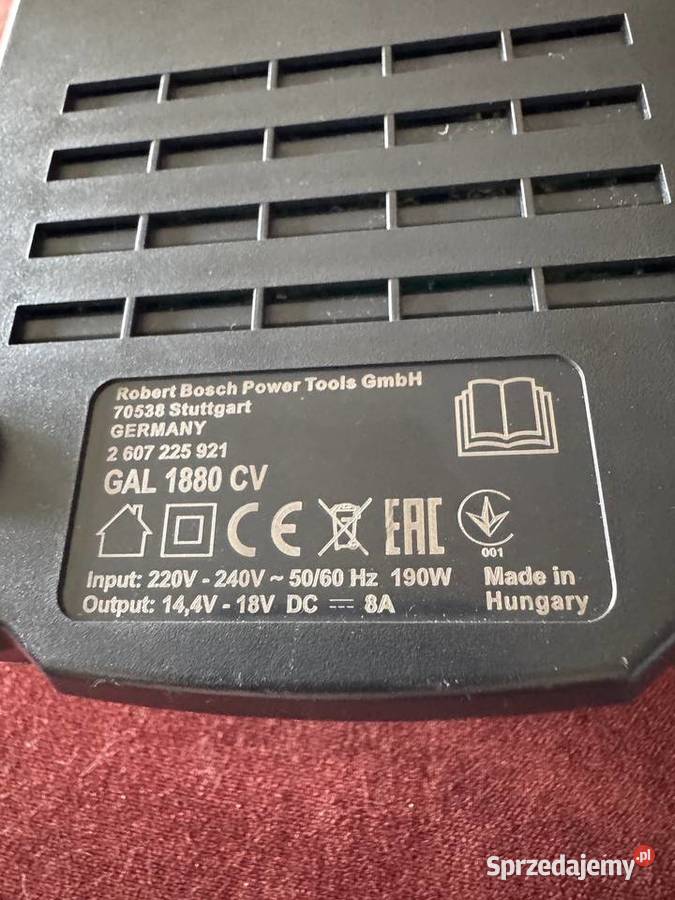 Robert Bosch Power Tools GmbH
70538 Stuttgart
GERMANY
2 607 225 921
GAL 1880 CV
CE EAC
001
Input: 220V - 240V ~ 50/60 Hz 190W
Output: 14,4V - 18V DC ⎓ 8A
Made in
Hungary
Sprzedajemy.pl